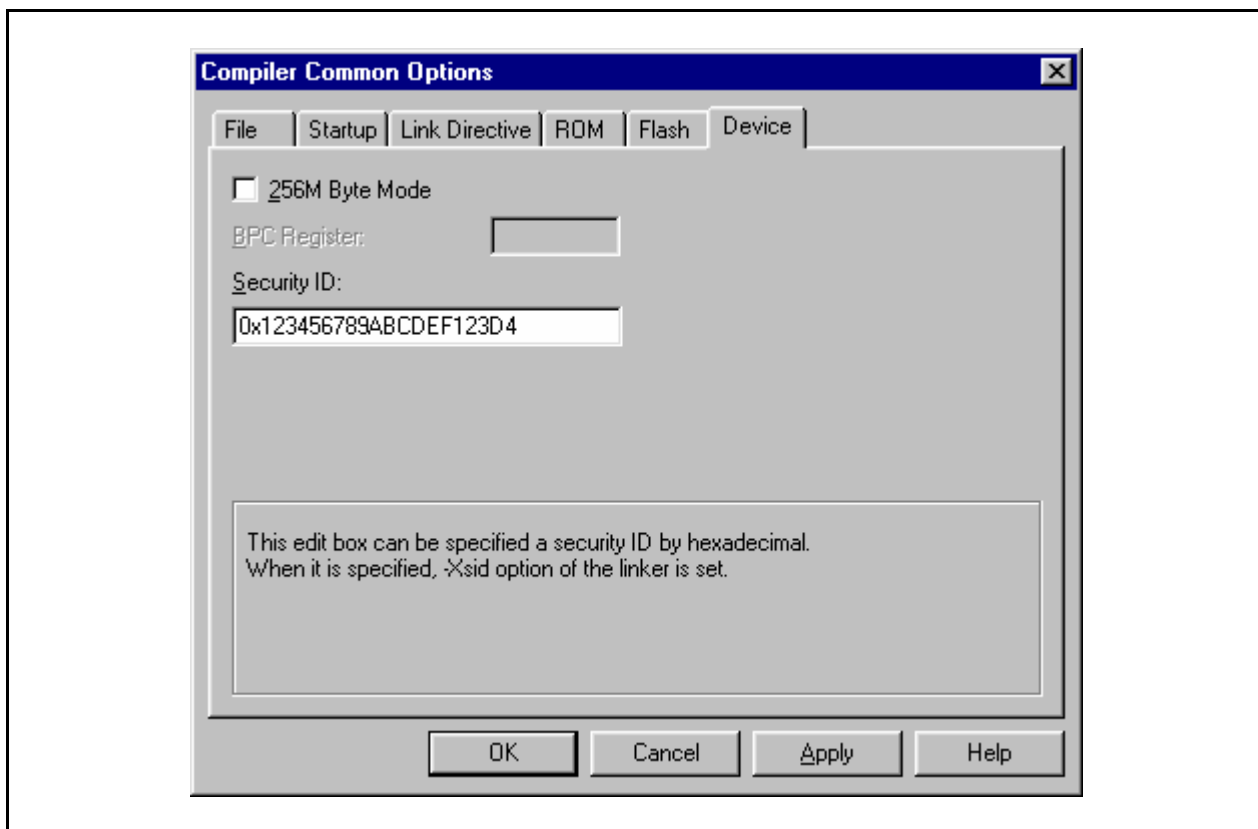 Compiler Common Options
File Startup Link Directive ROM Flash Device
256M Byte Mode
BPC Register:
Security ID:
0x123456789ABCDEF123D4
This edit box can be specified a security ID by hexadecimal.
When it is specified, -Xsid option of the linker is set.
OK Cancel Apply Help